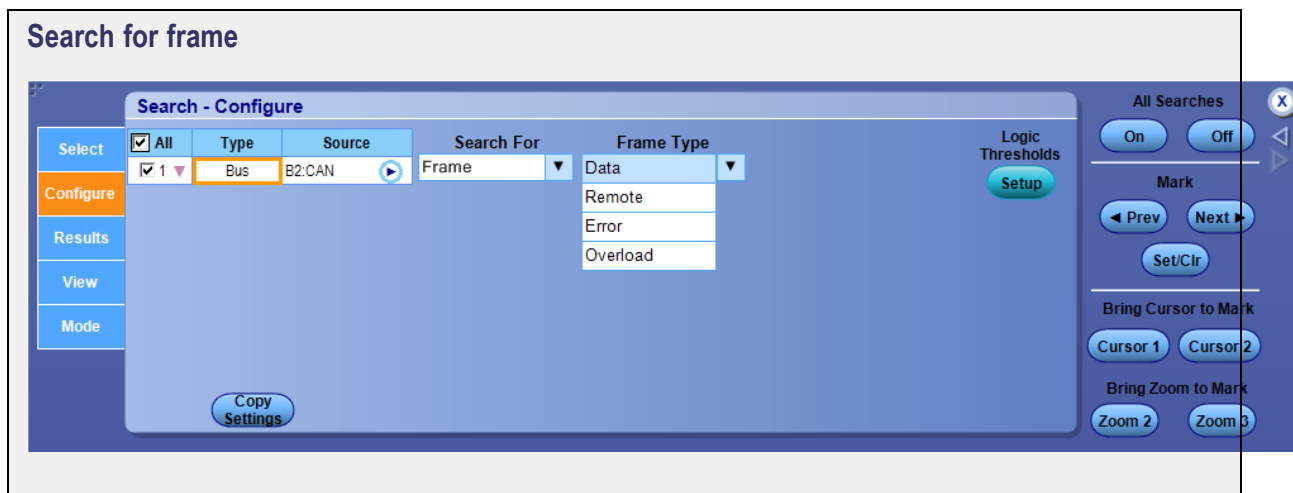 Search for frame
Search - Configure
Select
Configure
Results
View
Mode
All Type Source
1 Bus B2:CAN
Search For
Frame
Frame Type
Data
Remote
Error
Overload
Logic
Thresholds
Setup
Copy
Settings
All Searches
X
On Off
Mark
◄ Prev Next ►
Set/Clr
Bring Cursor to Mark
Cursor 1 Cursor 2
Bring Zoom to Mark
Zoom 2 Zoom 3